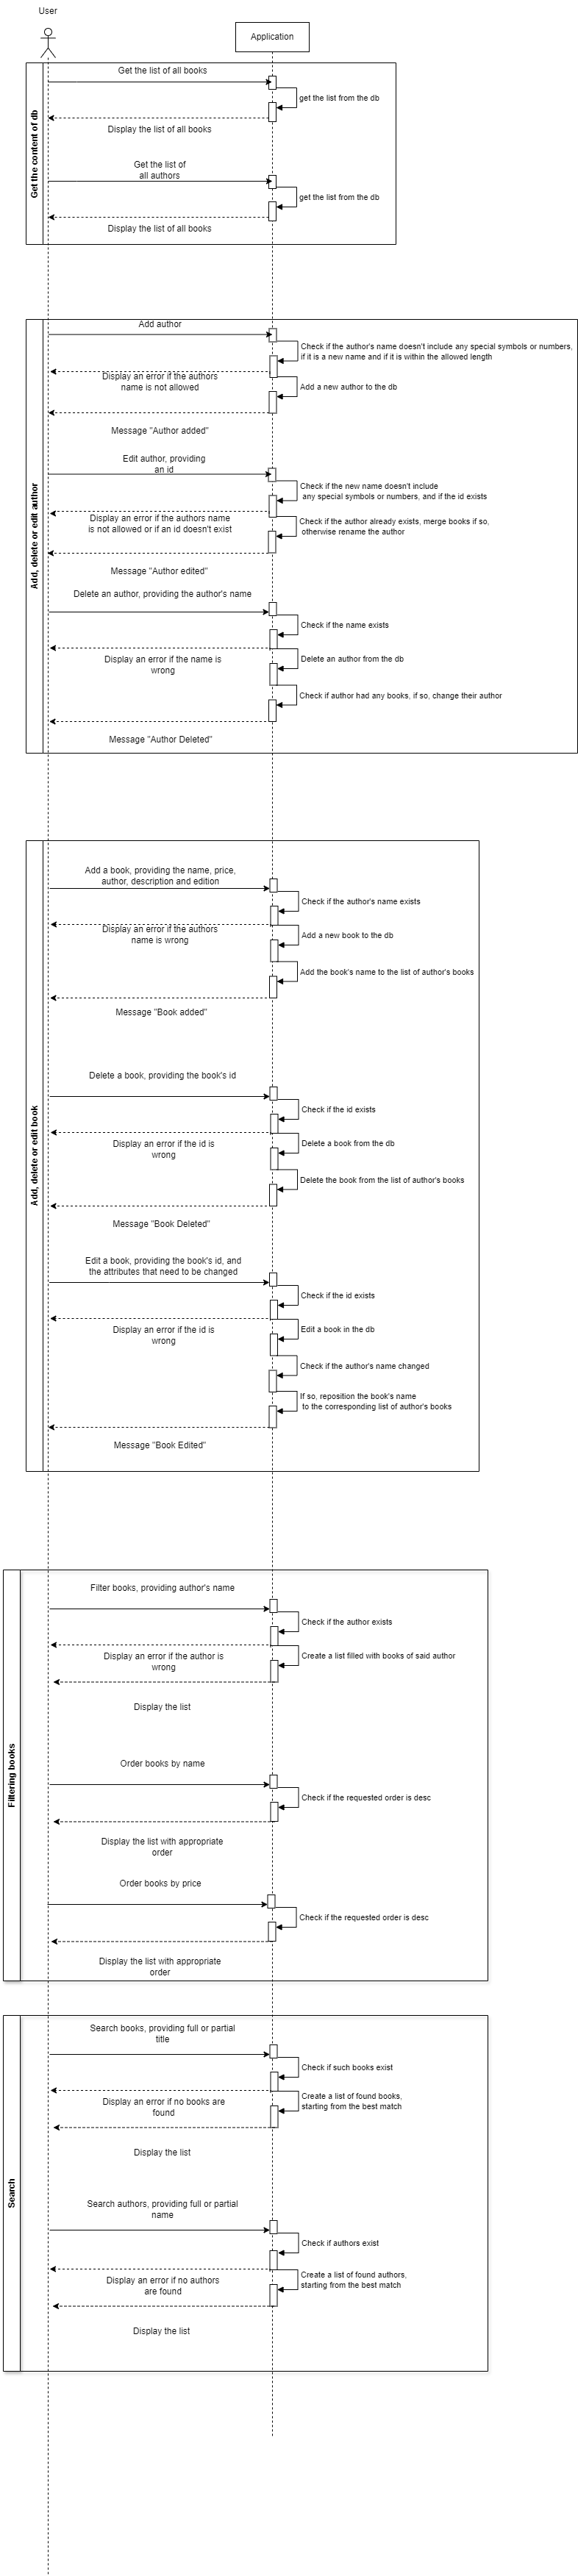 User
Application
Get the content of db
Get the list of all books
get the list from the db
Display the list of all books
Get the list of
all authors
get the list from the db
Display the list of all books
Add, delete or edit author
Add author
Check if the author's name doesn't include any special symbols or numbers,
if it is a new name and if it is within the allowed length
Display an error if the authors
name is not allowed
Add a new author to the db
Message "Author added"
Edit author, providing
an id
Check if the new name doesn't include
any special symbols or numbers, and if the id exists
Display an error if the authors name
is not allowed or if an id doesn't exist
Check if the author already exists, merge books if so,
otherwise rename the author
Message "Author edited"
Delete an author, providing the author's name
Check if the name exists
Display an error if the name is
wrong
Delete an author from the db
Check if author had any books, if so, change their author
Message "Author Deleted"
Add, delete or edit book
Add a book, providing the name, price,
author, description and edition
Check if the author's name exists
Display an error if the authors
name is wrong
Add a new book to the db
Add the book's name to the list of author's books
Message "Book added"
Delete a book, providing the book's id
Check if the id exists
Display an error if the id is
wrong
Delete a book from the db
Delete the book from the list of author's books
Message "Book Deleted"
Edit a book, providing the book's id, and
the attributes that need to be changed
Check if the id exists
Display an error if the id is
wrong
Edit a book in the db
Check if the author's name changed
If so, reposition the book's name
to the corresponding list of author's books
Message "Book Edited"
Filtering books
Filter books, providing author's name
Check if the author exists
Display an error if the author is
wrong
Create a list filled with books of said author
Display the list
Order books by name
Check if the requested order is desc
Display the list with appropriate
order
Order books by price
Check if the requested order is desc
Display the list with appropriate
order
Search
Search books, providing full or partial
title
Check if such books exist
Display an error if no books are
found
Create a list of found books,
starting from the best match
Display the list
Search authors, providing full or partial
name
Check if authors exist
Display an error if no authors
are found
Create a list of found authors,
starting from the best match
Display the list